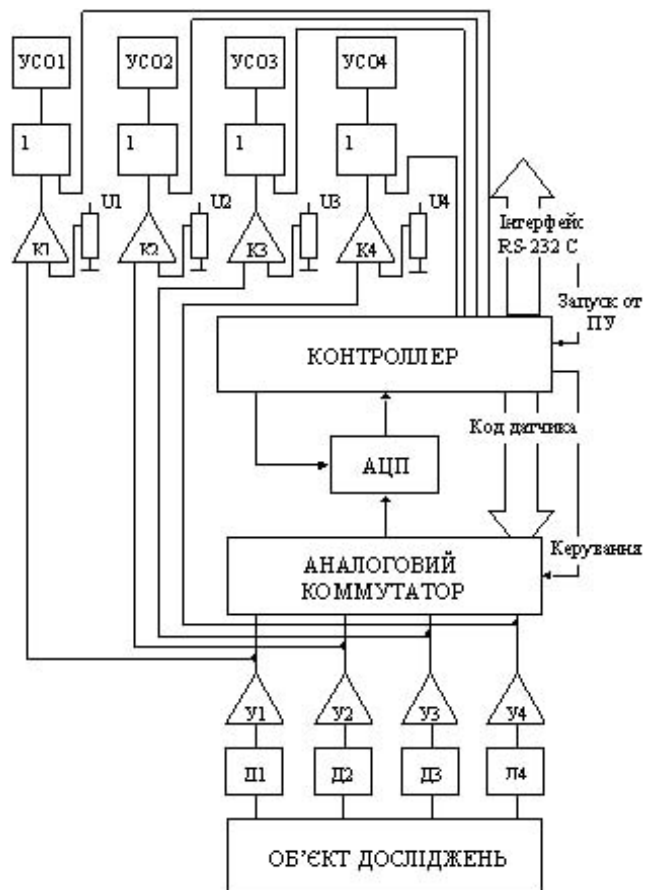 УСО1 УСО2 УСО3 УСО4
1 1 1 1
U1 U2 U3 U4
К1 К2 К3 К4
Інтерфейс
RS-232 C
Запуск от
ПУ
КОНТРОЛЛЕР
Код датчика
АЦП
Керування
АНАЛОГОВИЙ
КОММУТАТОР
У1 У2 У3 У4
Д1 Д2 Д3 Д4
ОБ’ЄКТ ДОСЛІДЖЕНЬ